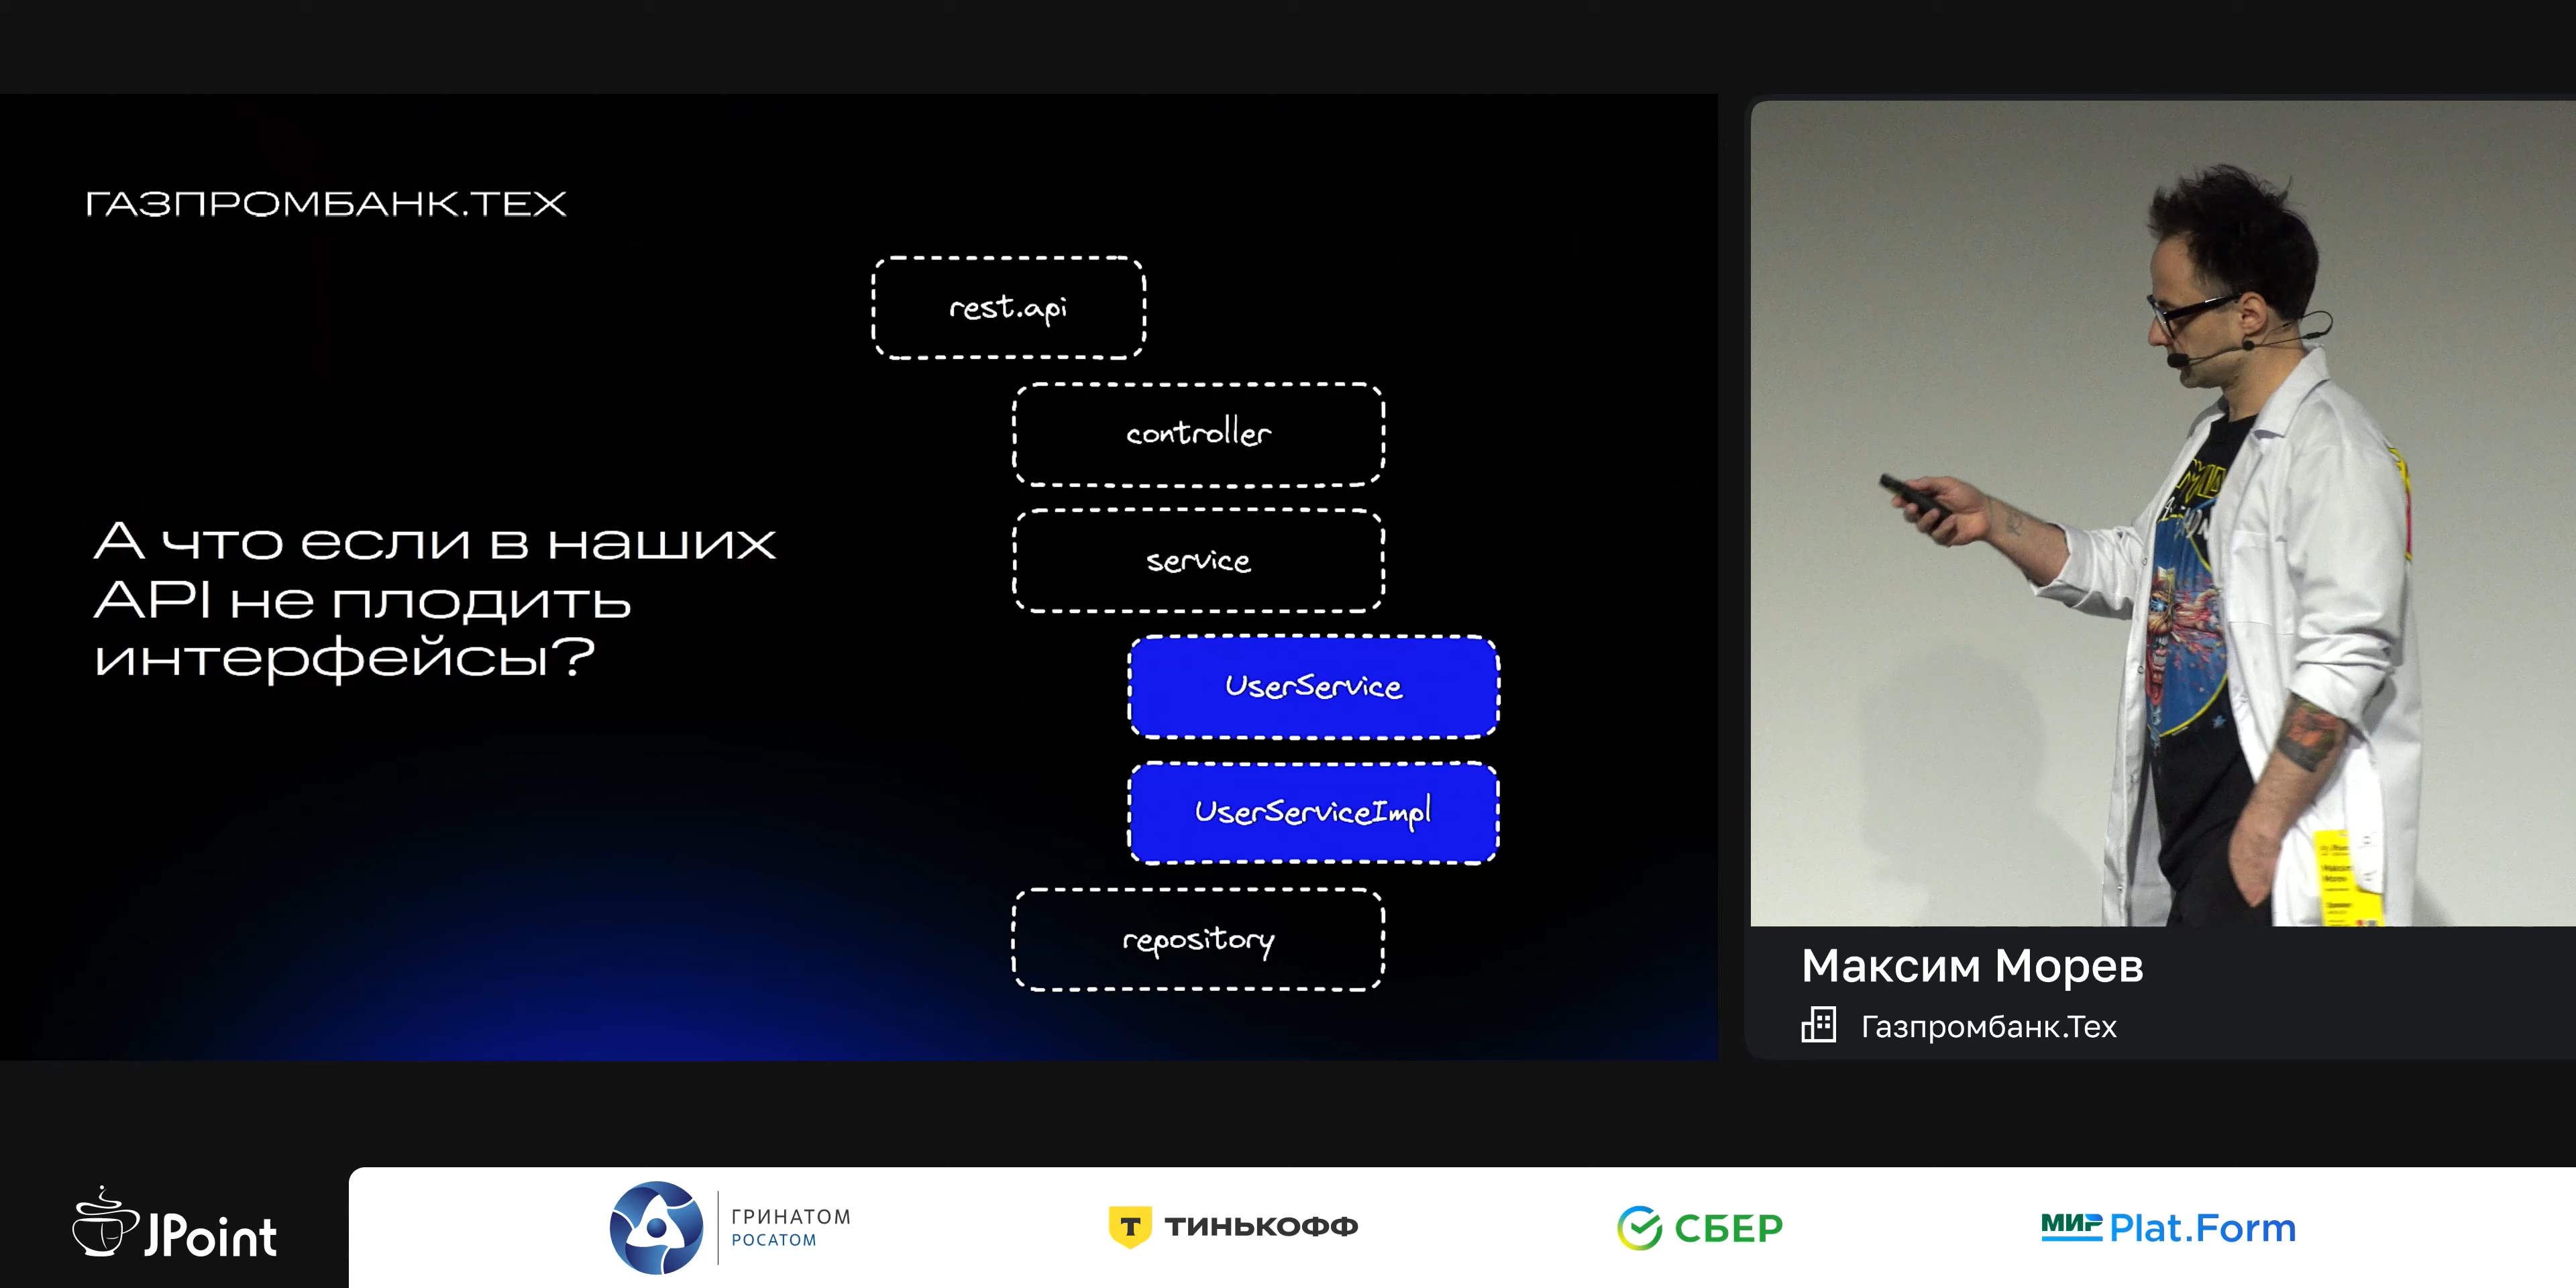 ГАЗПРОМБАНК.ТЕХ
А что если в наших
API не плодить
интерфейсы?
rest.api
controller
service
UserService
UserServiceImpl
repository
Максим Морев
Газпромбанк.Тех
JPoint
ГРИНАТОМ
РОСАТОМ
Т ТИНЬКОФФ
СБЕР
МИР Plat.Form